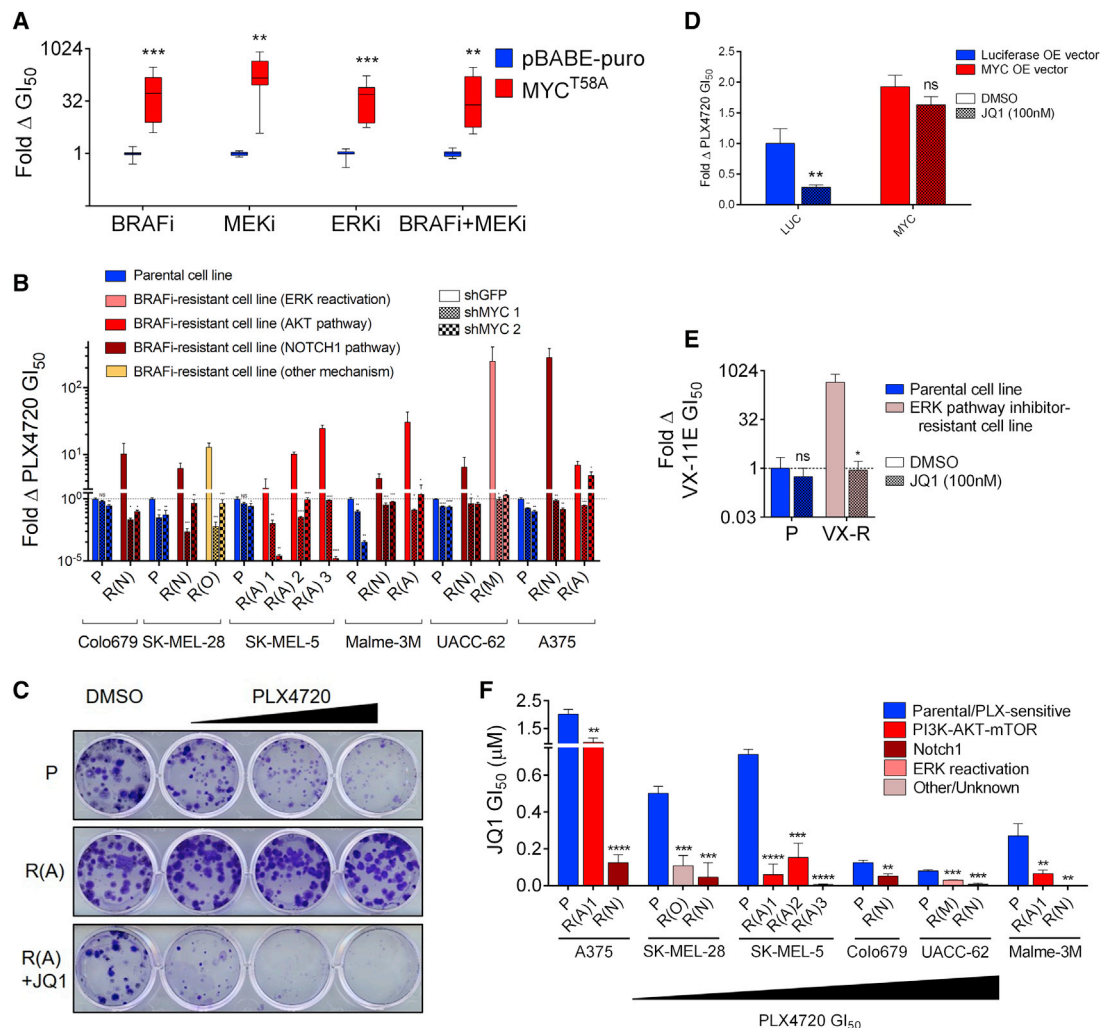 A
Fold Δ GI50
1024
32
1
***
**
***
**
pBABE-puro
MYC^T58A
BRAFi
MEKi
ERKi
BRAFi+MEKi
D
Fold Δ PLX4720 GI50
2.5
2.0
1.5
1.0
0.5
0.0
**
ns
LUC
MYC
Luciferase OE vector
MYC OE vector
DMSO
JQ1 (100nM)
B
Parental cell line
BRAFi-resistant cell line (ERK reactivation)
BRAFi-resistant cell line (AKT pathway)
BRAFi-resistant cell line (NOTCH1 pathway)
BRAFi-resistant cell line (other mechanism)
shGFP
shMYC 1
shMYC 2
Fold Δ PLX4720 GI50
10^2
10^1
10^0
10^-5
NS
NS
P
R(N)
P
R(N)
R(O)
P
R(A) 1
R(A) 2
R(A) 3
P
R(N)
R(A)
P
R(N)
R(M)
P
R(N)
R(A)
Colo679
SK-MEL-28
SK-MEL-5
Malme-3M
UACC-62
A375
E
Fold Δ
VX-11E GI50
1024
32
1
0.03
ns
*
P
VX-R
Parental cell line
ERK pathway inhibitor-
resistant cell line
DMSO
JQ1 (100nM)
C
DMSO
PLX4720
P
R(A)
R(A)
+JQ1
F
JQ1 GI50 (μM)
2.5
1.5
0.6
0.4
0.2
0.0
**
****
***
***
****
***
****
**
***
***
**
**
Parental/PLX-sensitive
PI3K-AKT-mTOR
Notch1
ERK reactivation
Other/Unknown
P
R(A)1
R(N)
P
R(O)
R(N)
P
R(A)1
R(A)2
R(A)3
P
R(N)
P
R(M)
R(N)
P
R(A)1
R(N)
A375
SK-MEL-28
SK-MEL-5
Colo679
UACC-62
Malme-3M
PLX4720 GI50